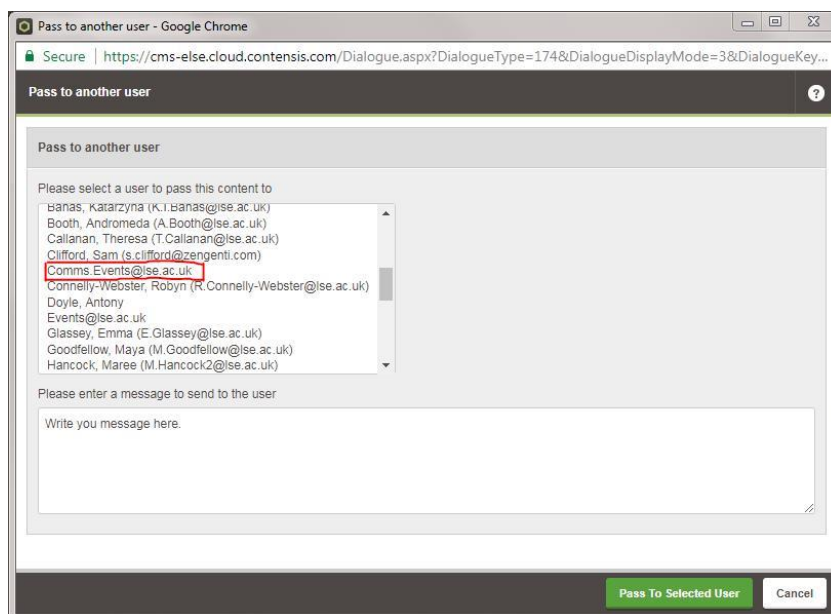 Pass to another user - Google Chrome
Secure | https://cms-else.cloud.contensis.com/Dialogue.aspx?DialogueType=174&DialogueDisplayMode=3&DialogueKey...
Pass to another user
?
Pass to another user
Please select a user to pass this content to
Banas, Katarzyna (K.I.Banas@lse.ac.uk)
Booth, Andromeda (A.Booth@lse.ac.uk)
Callanan, Theresa (T.Callanan@lse.ac.uk)
Clifford, Sam (s.clifford@zengenti.com)
Comms.Events@lse.ac.uk
Connelly-Webster, Robyn (R.Connelly-Webster@lse.ac.uk)
Doyle, Antony
Events@lse.ac.uk
Glassey, Emma (E.Glassey@lse.ac.uk)
Goodfellow, Maya (M.Goodfellow@lse.ac.uk)
Hancock, Maree (M.Hancock2@lse.ac.uk)
Please enter a message to send to the user
Write you message here.
Pass To Selected User Cancel